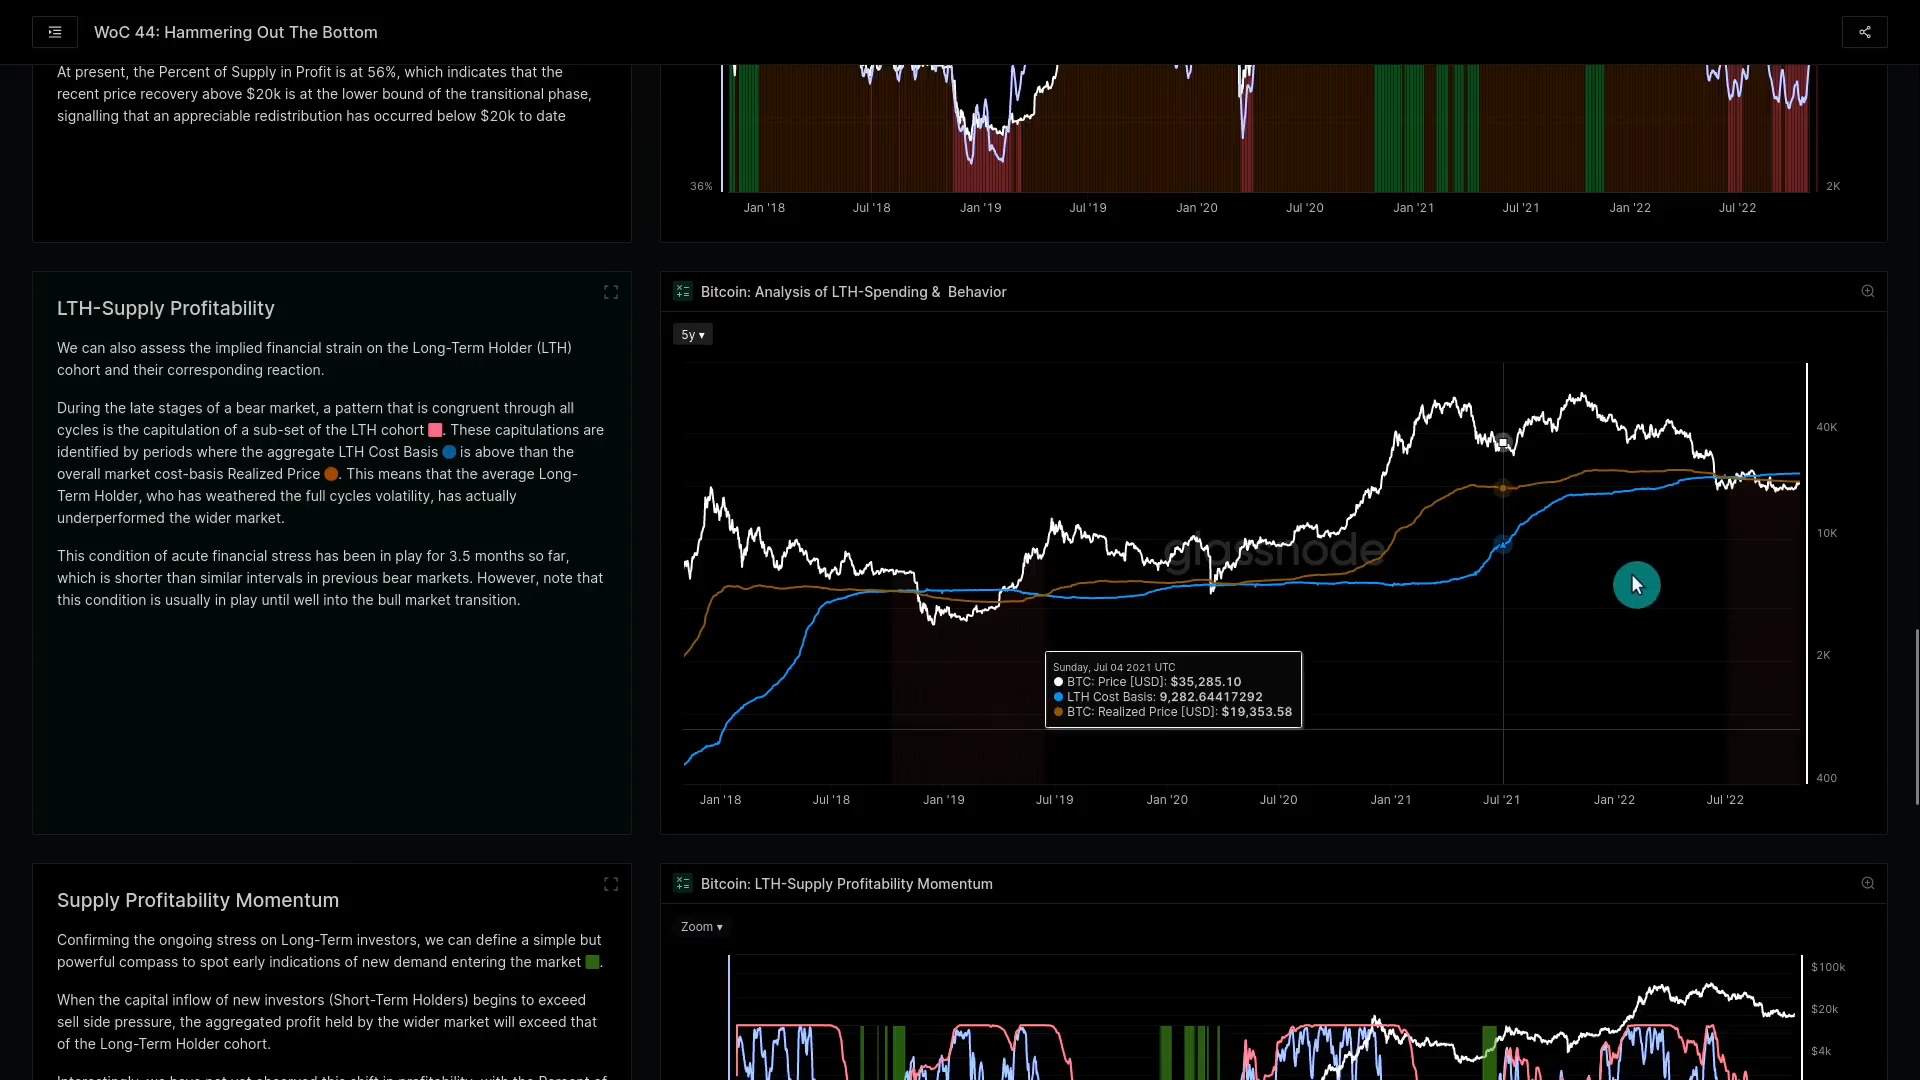 WoC 44: Hammering Out The Bottom
At present, the Percent of Supply in Profit is at 56%, which indicates that the
recent price recovery above $20k is at the lower bound of the transitional phase,
signalling that an appreciable redistribution has occurred below $20k to date
36%
2K
Jan '18
Jul '18
Jan '19
Jul '19
Jan '20
Jul '20
Jan '21
Jul '21
Jan '22
Jul '22
LTH-Supply Profitability
We can also assess the implied financial strain on the Long-Term Holder (LTH)
cohort and their corresponding reaction.
During the late stages of a bear market, a pattern that is congruent through all
cycles is the capitulation of a sub-set of the LTH cohort . These capitulations are
identified by periods where the aggregate LTH Cost Basis is above than the
overall market cost-basis Realized Price . This means that the average Long-
Term Holder, who has weathered the full cycles volatility, has actually
underperformed the wider market.
This condition of acute financial stress has been in play for 3.5 months so far,
which is shorter than similar intervals in previous bear markets. However, note that
this condition is usually in play until well into the bull market transition.
Bitcoin: Analysis of LTH-Spending & Behavior
5y ▾
glassnode
40K
10K
2K
400
Sunday, Jul 04 2021 UTC
BTC: Price [USD]: $35,285.10
LTH Cost Basis: 9,282.64417292
BTC: Realized Price [USD]: $19,353.58
Jan '18
Jul '18
Jan '19
Jul '19
Jan '20
Jul '20
Jan '21
Jul '21
Jan '22
Jul '22
Supply Profitability Momentum
Confirming the ongoing stress on Long-Term investors, we can define a simple but
powerful compass to spot early indications of new demand entering the market .
When the capital inflow of new investors (Short-Term Holders) begins to exceed
sell side pressure, the aggregated profit held by the wider market will exceed that
of the Long-Term Holder cohort.
Interestingly, we have not yet observed this shift in profitability, with the Percent of
Bitcoin: LTH-Supply Profitability Momentum
Zoom ▾
$100k
$20k
$4k